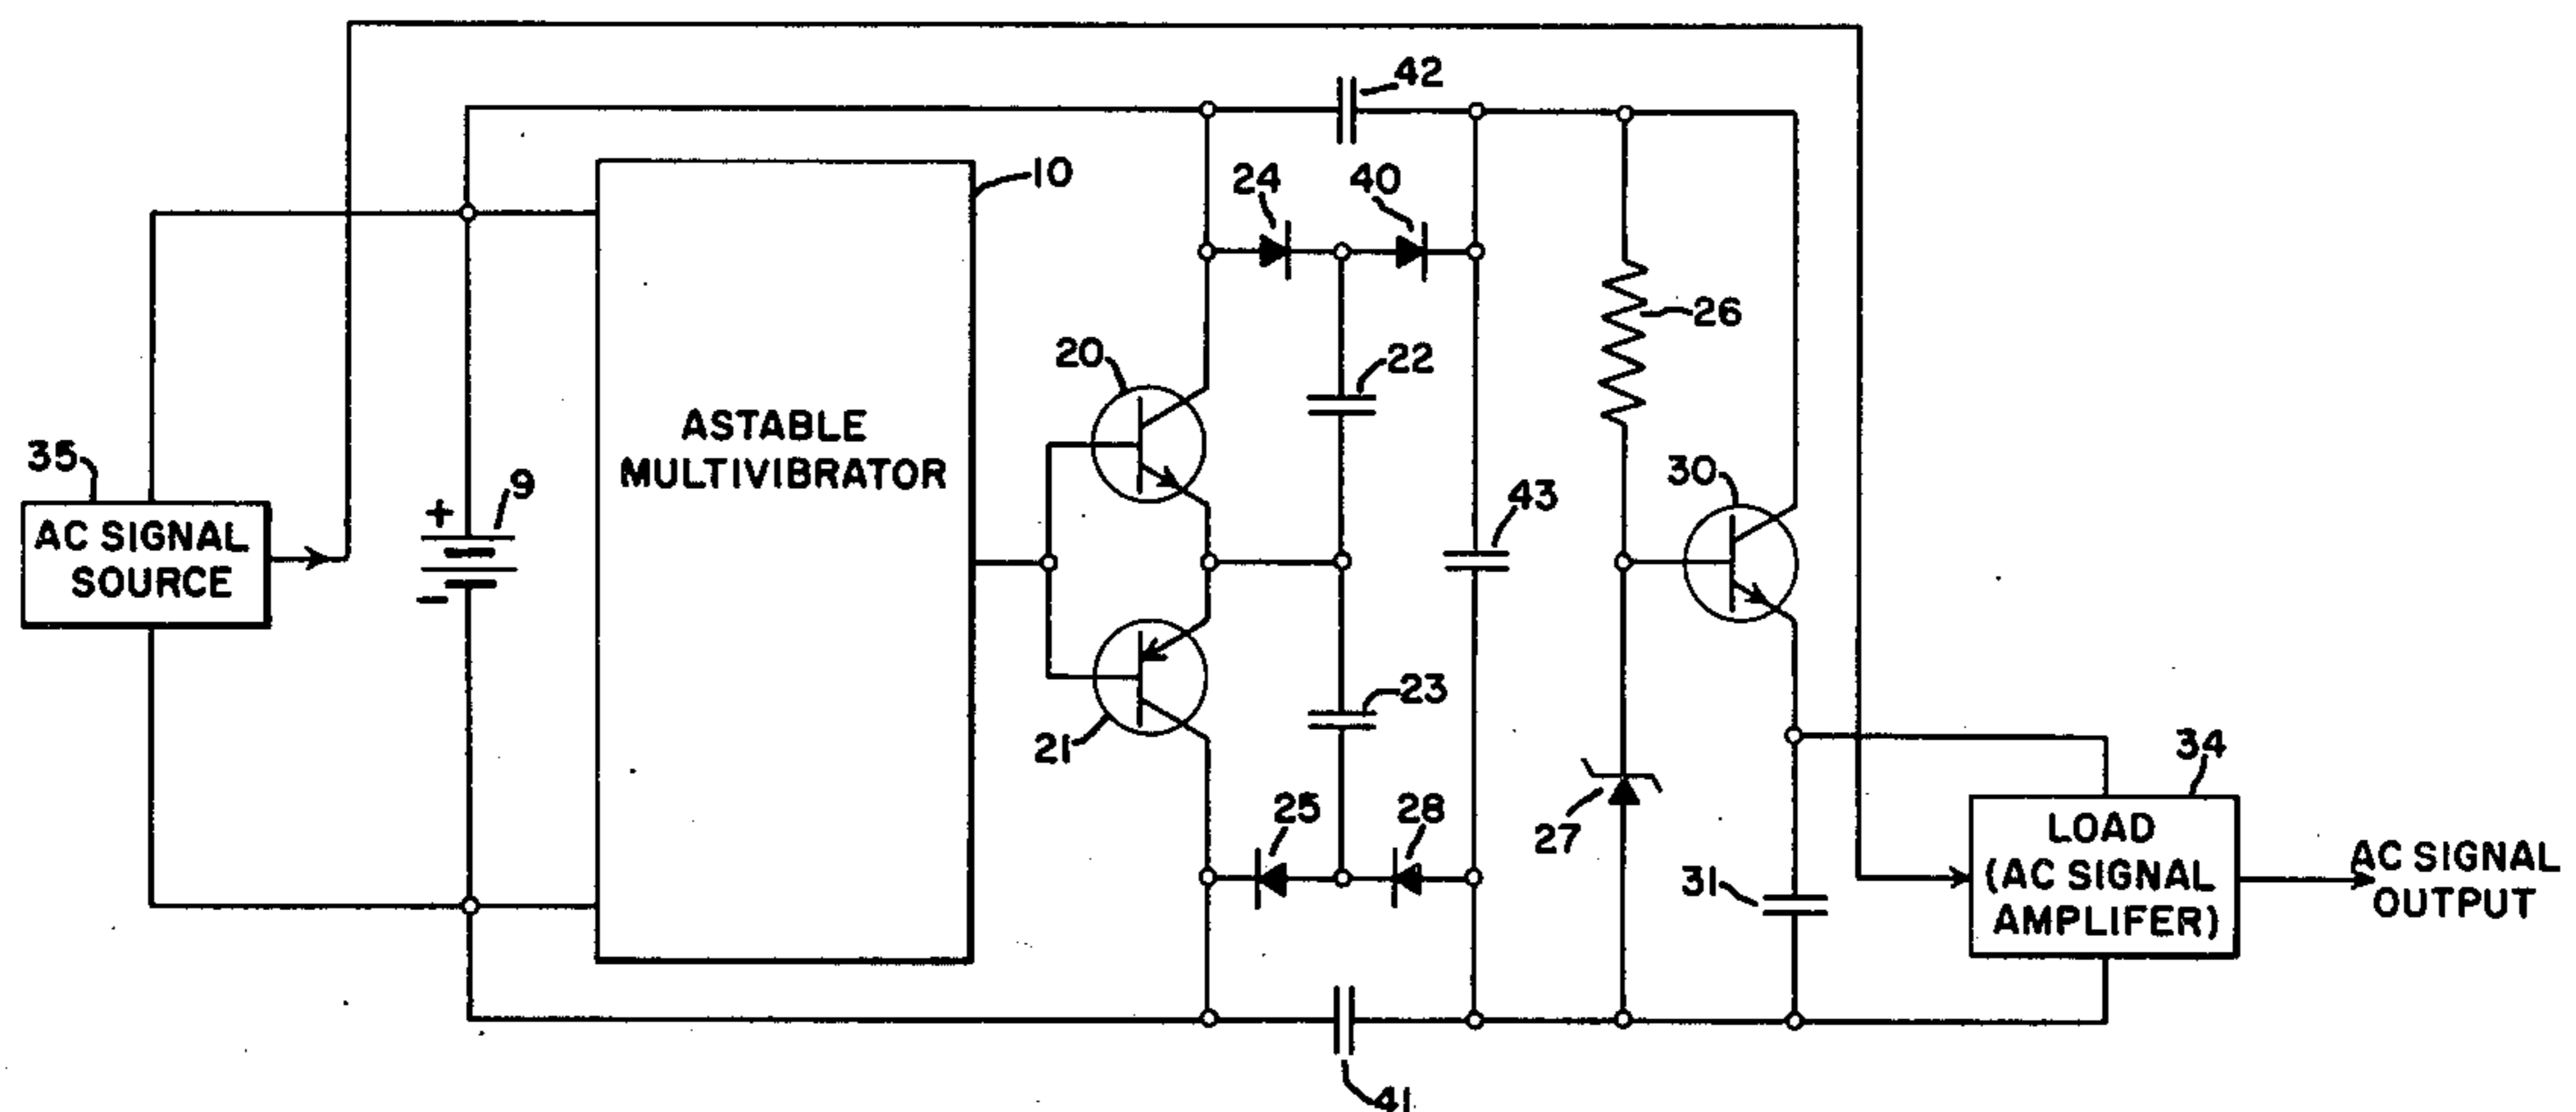 42
10
24
40
26
20
22
ASTABLE
MULTIVIBRATOR
35
+
9
30
43
AC SIGNAL
SOURCE
-
23
21
34
25
28
27
LOAD
(AC SIGNAL
AMPLIFER)
31
AC SIGNAL
OUTPUT
41